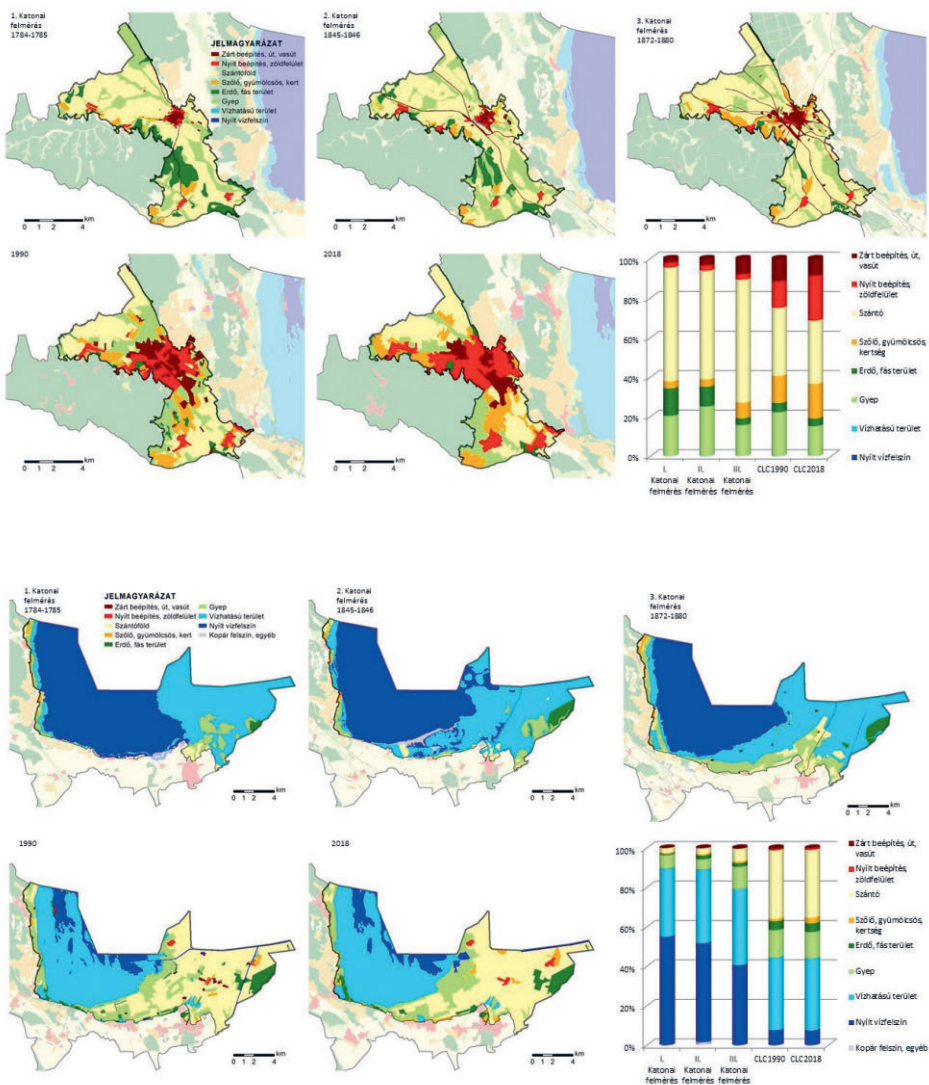 1. Katonai
felmérés
1784-1785
JELMAGYARÁZAT
Zárt beépítés, út, vasút
Nyílt beépítés, zöldfelület
Szántóföld
Szőlő, gyümölcsös, kert
Erdő, fás terület
Gyep
Vízhatású terület
Nyílt vízfelszín
0 1 2 4
km
2. Katonai
felmérés
1845-1846
0 1 2 4
km
3. Katonai
felmérés
1872-1880
0 1 2 4
km
1990
0 1 2 4
km
2018
0 1 2 4
km
100%
80%
60%
40%
20%
0%
I.
Katonai
felmérés
II.
Katonai
felmérés
III.
Katonai
felmérés
CLC1990
CLC2018
Zárt beépítés, út,
vasút
Nyílt beépítés,
zöldfelület
Szántó
Szőlő, gyümölcsös,
kertség
Erdő, fás terület
Gyep
Vízhatású terület
Nyílt vízfelszín
1. Katonai
felmérés
1784-1785
JELMAGYARÁZAT
Zárt beépítés, út, vasút
Nyílt beépítés, zöldfelület
Szántóföld
Szőlő, gyümölcsös, kert
Erdő, fás terület
Gyep
Vízhatású terület
Nyílt vízfelszín
Kopár felszín, egyéb
0 1 2 4
km
2. Katonai
felmérés
1845-1846
0 1 2 4
km
3. Katonai
felmérés
1872-1880
0 1 2 4
km
1990
0 1 2 4
km
2018
0 1 2 4
km
100%
80%
60%
40%
20%
0%
I.
Katonai
felmérés
II.
Katonai
felmérés
III.
Katonai
felmérés
CLC1990
CLC2018
Zárt beépítés, út,
vasút
Nyílt beépítés,
zöldfelület
Szántó
Szőlő, gyümölcsös,
kertség
Erdő, fás terület
Gyep
Vízhatású terület
Nyílt vízfelszín
Kopár felszín, egyéb